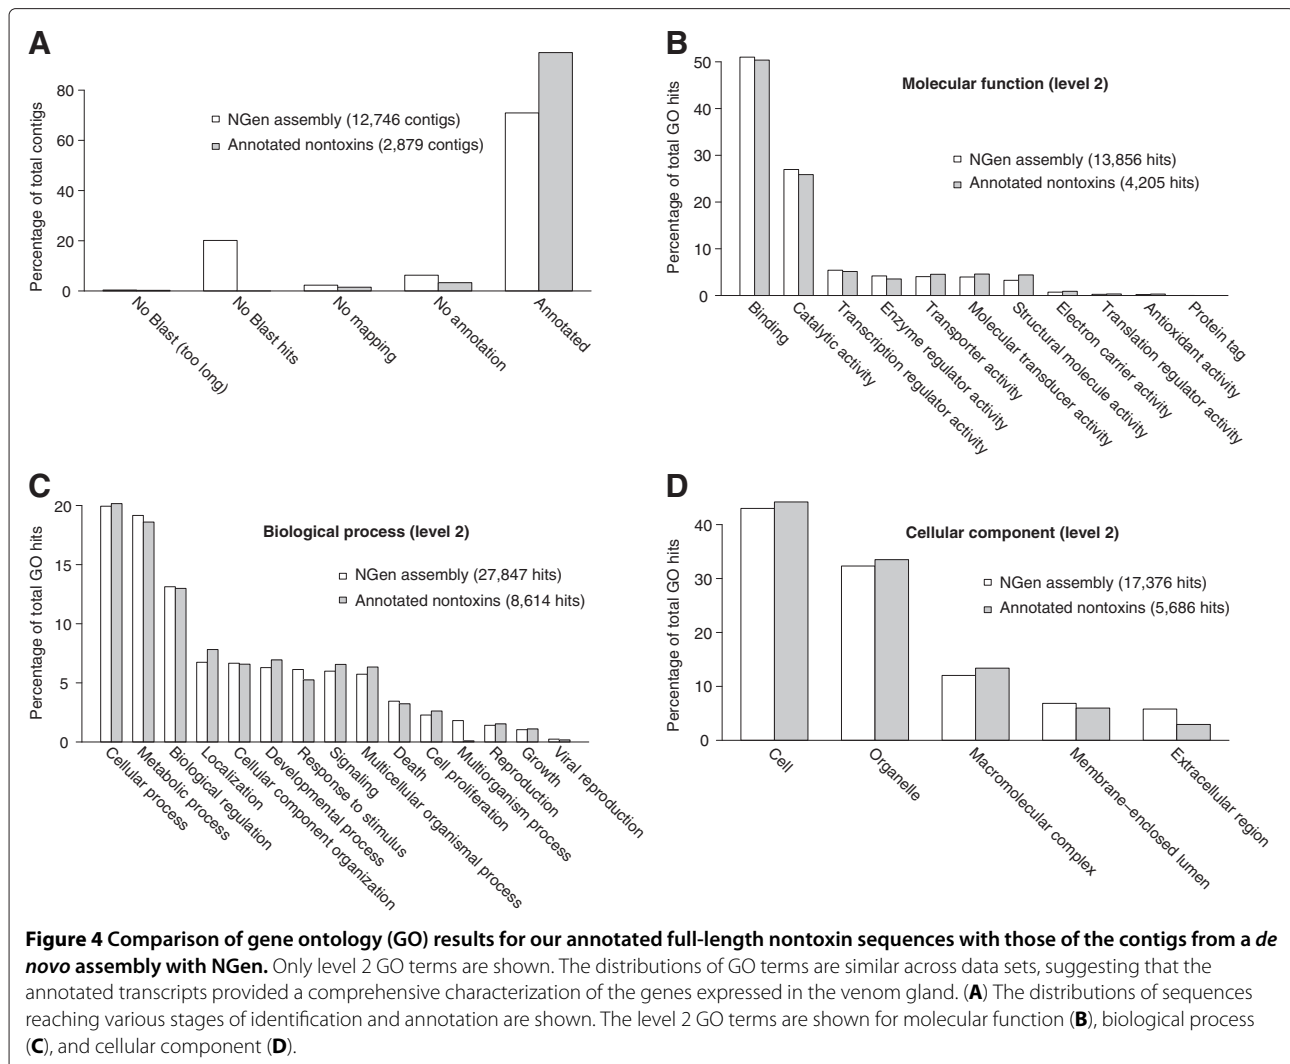 A
Percentage of total contigs
80
60
40
20
0
NGen assembly (12,746 contigs)
Annotated nontoxins (2,879 contigs)
No Blast (too long)
No Blast hits
No mapping
No annotation
Annotated
B
Percentage of total GO hits
50
40
30
20
10
0
Molecular function (level 2)
NGen assembly (13,856 hits)
Annotated nontoxins (4,205 hits)
Binding
Catalytic activity
Transcription regulator activity
Enzyme regulator activity
Transporter activity
Molecular transducer activity
Structural molecule activity
Electron carrier activity
Translation regulator activity
Antioxidant activity
Protein tag
C
Percentage of total GO hits
20
15
10
5
0
Biological process (level 2)
NGen assembly (27,847 hits)
Annotated nontoxins (8,614 hits)
Cellular process
Metabolic process
Biological regulation
Localization
Cellular component organization
Developmental process
Response to stimulus
Signaling
Multicellular organismal process
Death
Cell proliferation
Multiorganism process
Reproduction
Growth
Viral reproduction
D
Percentage of total GO hits
40
30
20
10
0
Cellular component (level 2)
NGen assembly (17,376 hits)
Annotated nontoxins (5,686 hits)
Cell
Organelle
Macromolecular complex
Membrane−enclosed lumen
Extracellular region
Figure 4 Comparison of gene ontology (GO) results for our annotated full-length nontoxin sequences with those of the contigs from a de
novo assembly with NGen. Only level 2 GO terms are shown. The distributions of GO terms are similar across data sets, suggesting that the
annotated transcripts provided a comprehensive characterization of the genes expressed in the venom gland. (A) The distributions of sequences
reaching various stages of identification and annotation are shown. The level 2 GO terms are shown for molecular function (B), biological process
(C), and cellular component (D).